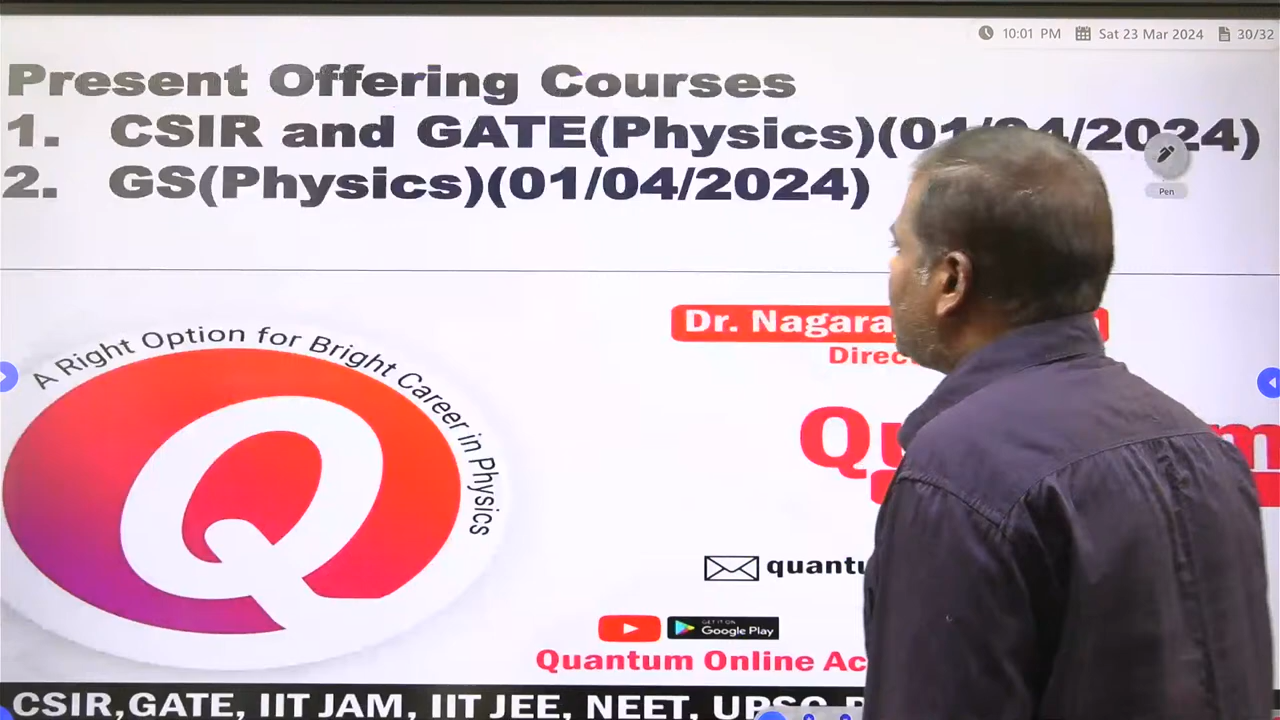 10:01 PM Sat 23 Mar 2024 30/32
Present Offering Courses
1. CSIR and GATE(Physics)(01/04/2024)
Pen
2. GS(Physics)(01/04/2024)
A Right Option for Bright Career in Physics
Q
Dr.
GET IT ON
Google Play
Quantum Online
CSIR,GATE, IIT JAM, IIT JEE, NEET,